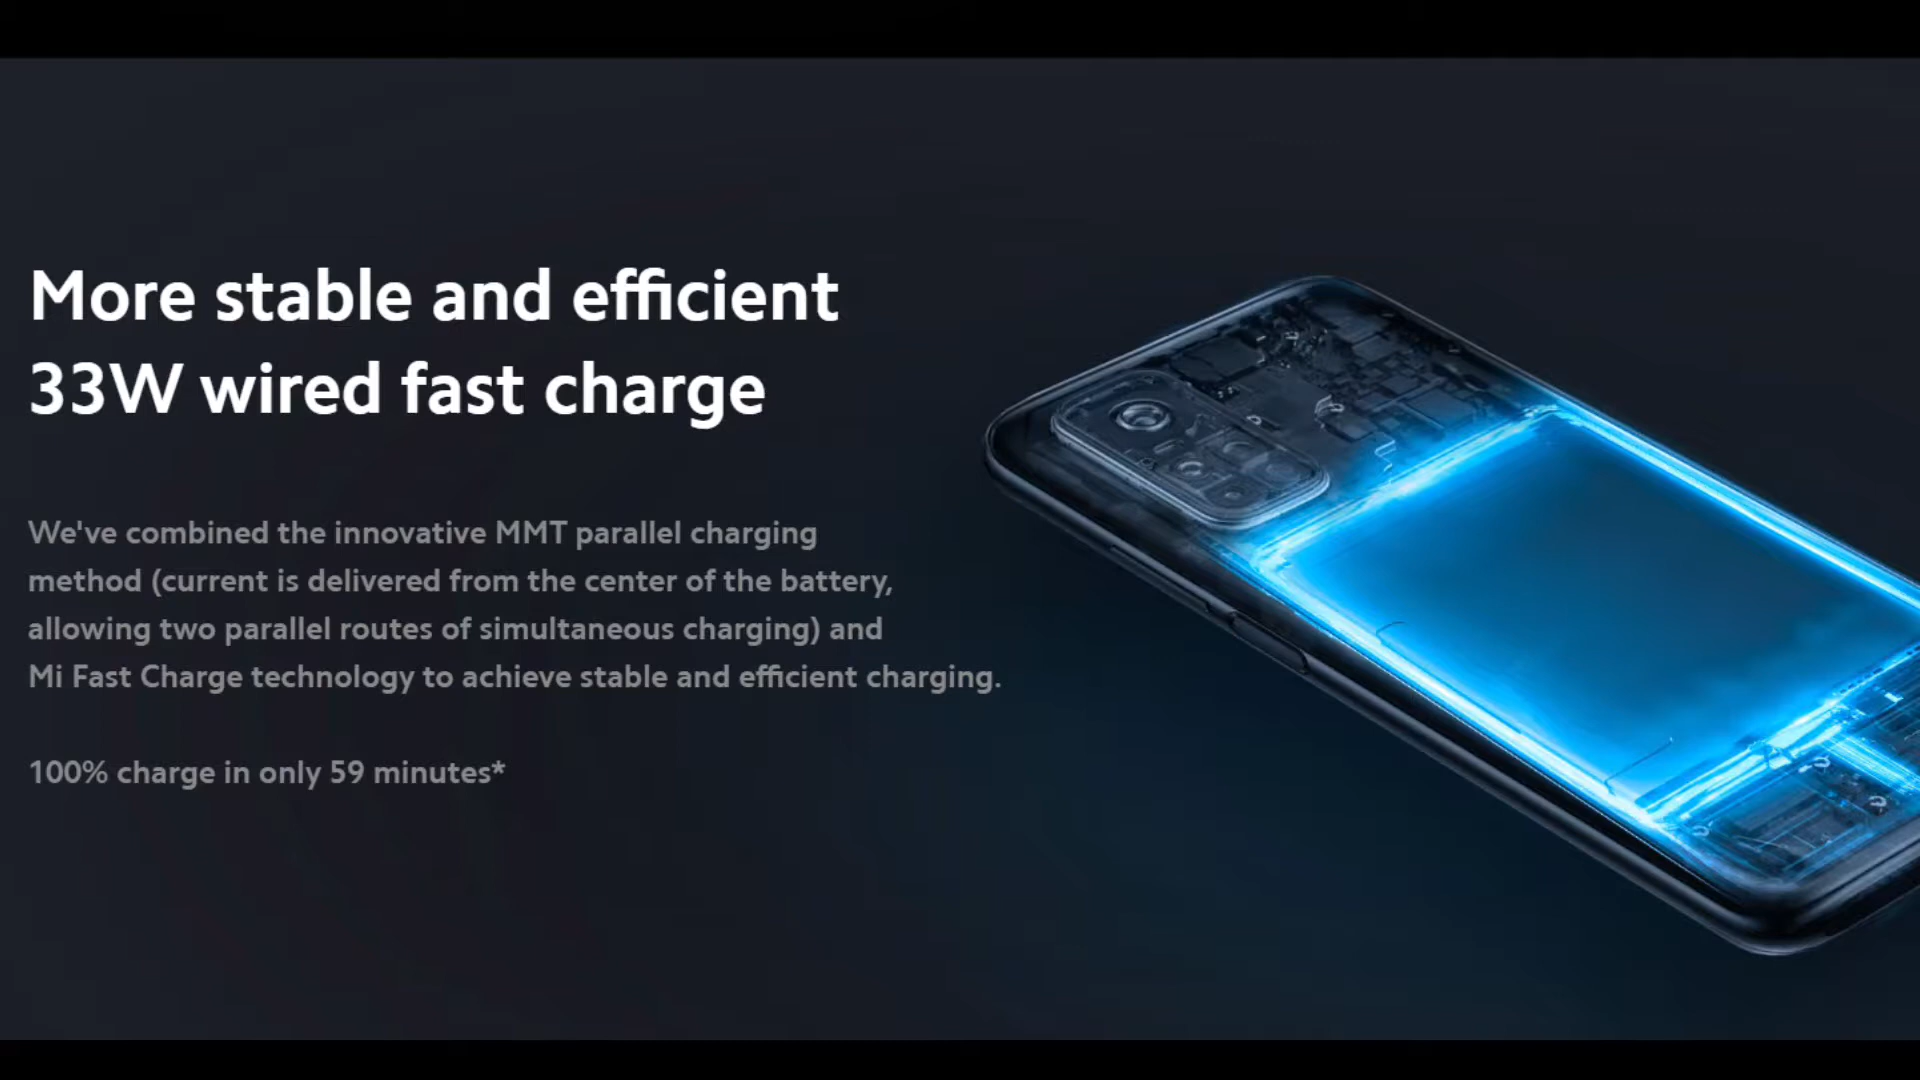 More stable and efficient
33W wired fast charge
We've combined the innovative MMT parallel charging
method (current is delivered from the center of the battery,
allowing two parallel routes of simultaneous charging) and
Mi Fast Charge technology to achieve stable and efficient charging.
100% charge in only 59 minutes*